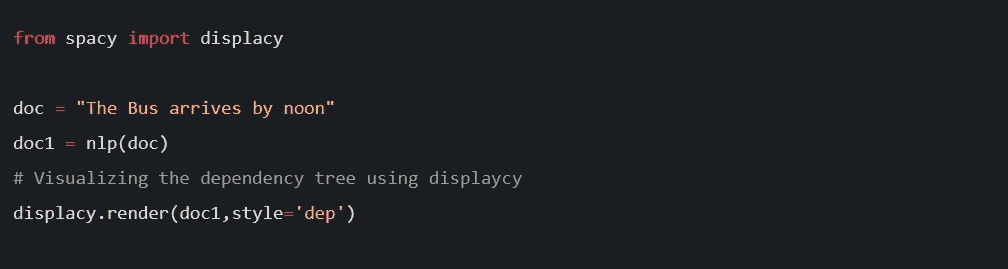 from spacy import displacy
doc = "The Bus arrives by noon"
doc1 = nlp(doc)
# Visualizing the dependency tree using displaycy
displacy.render(doc1,style='dep')